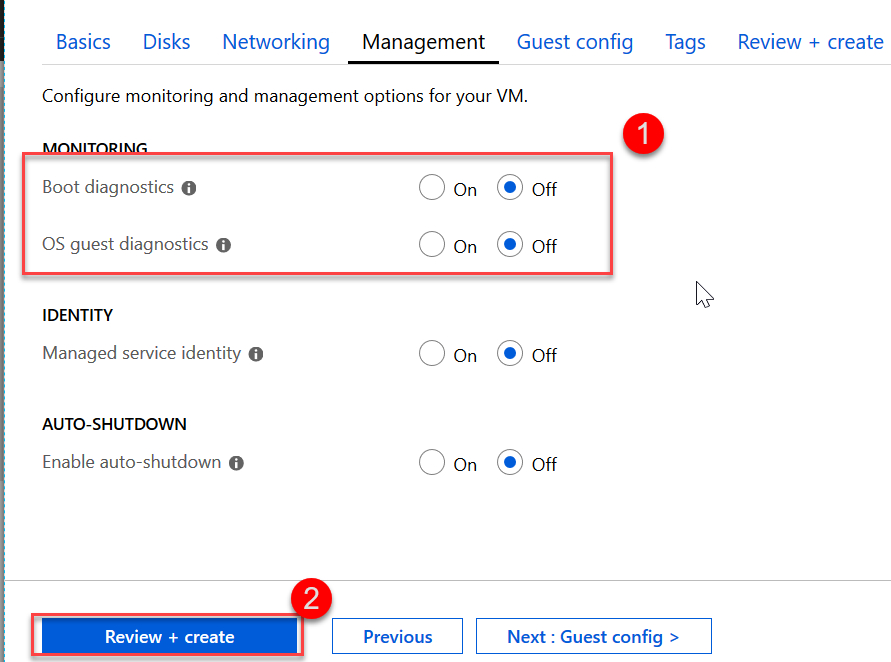 Basics Disks Networking Management Guest config Tags Review + create
Configure monitoring and management options for your VM.
1
MONITORING
Boot diagnostics On Off
OS guest diagnostics On Off
IDENTITY
Managed service identity On Off
AUTO-SHUTDOWN
Enable auto-shutdown On Off
2
Review + create Previous Next : Guest config >